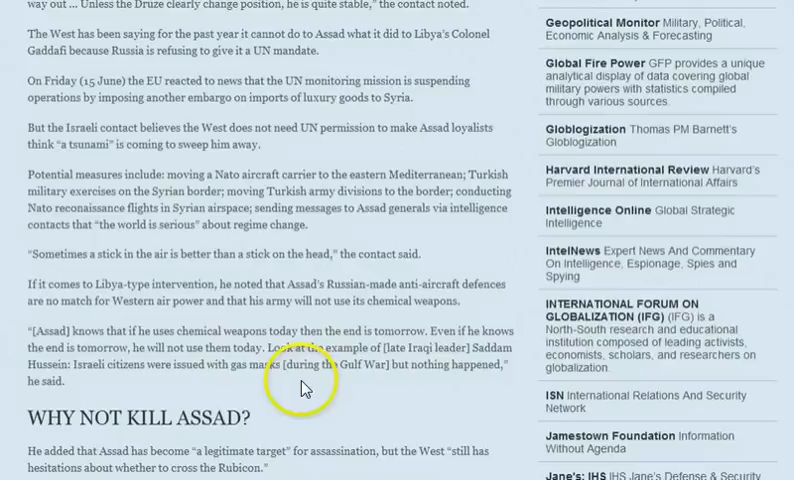 way out ... Unless the Druze clearly change position, he is quite stable,” the contact noted.
The West has been saying for the past year it cannot do to Assad what it did to Libya’s Colonel
Gaddafi because Russia is refusing to give it a UN mandate.
On Friday (15 June) the EU reacted to news that the UN monitoring mission is suspending
operations by imposing another embargo on imports of luxury goods to Syria.
But the Israeli contact believes the West does not need UN permission to make Assad loyalists
think “a tsunami” is coming to sweep him away.
Potential measures include: moving a Nato aircraft carrier to the eastern Mediterranean; Turkish
military exercises on the Syrian border; moving Turkish army divisions to the border; conducting
Nato reconaissance flights in Syrian airspace; sending messages to Assad generals via intelligence
contacts that “the world is serious” about regime change.
“Sometimes a stick in the air is better than a stick on the head,” the contact said.
If it comes to Libya-type intervention, he noted that Assad’s Russian-made anti-aircraft defences
are no match for Western air power and that his army will not use its chemical weapons.
“[Assad] knows that if he uses chemical weapons today then the end is tomorrow. Even if he knows
the end is tomorrow, he will not use them today. Look at the example of [late Iraqi leader] Saddam
Hussein: Israeli citizens were issued with gas masks [during the Gulf War] but nothing happened,”
he said.
WHY NOT KILL ASSAD?
He added that Assad has become “a legitimate target” for assassination, but the West “still has
hesitations about whether to cross the Rubicon.”
Geopolitical Monitor Military, Political,
Economic Analysis & Forecasting
Global Fire Power GFP provides a unique
analytical display of data covering global
military powers with statistics compiled
through various sources.
Globlogization Thomas PM Barnett’s
Globlogization
Harvard International Review Harvard’s
Premier Journal of International Affairs
Intelligence Online Global Strategic
Intelligence
IntelNews Expert News And Commentary
On Intelligence, Espionage, Spies and
Spying
INTERNATIONAL FORUM ON
GLOBALIZATION (IFG) (IFG) is a
North-South research and educational
institution composed of leading activists,
economists, scholars, and researchers on
globalization.
ISN International Relations And Security
Network
Jamestown Foundation Information
Without Agenda
Jane’s: IHS IHS Jane’s Defense & Security